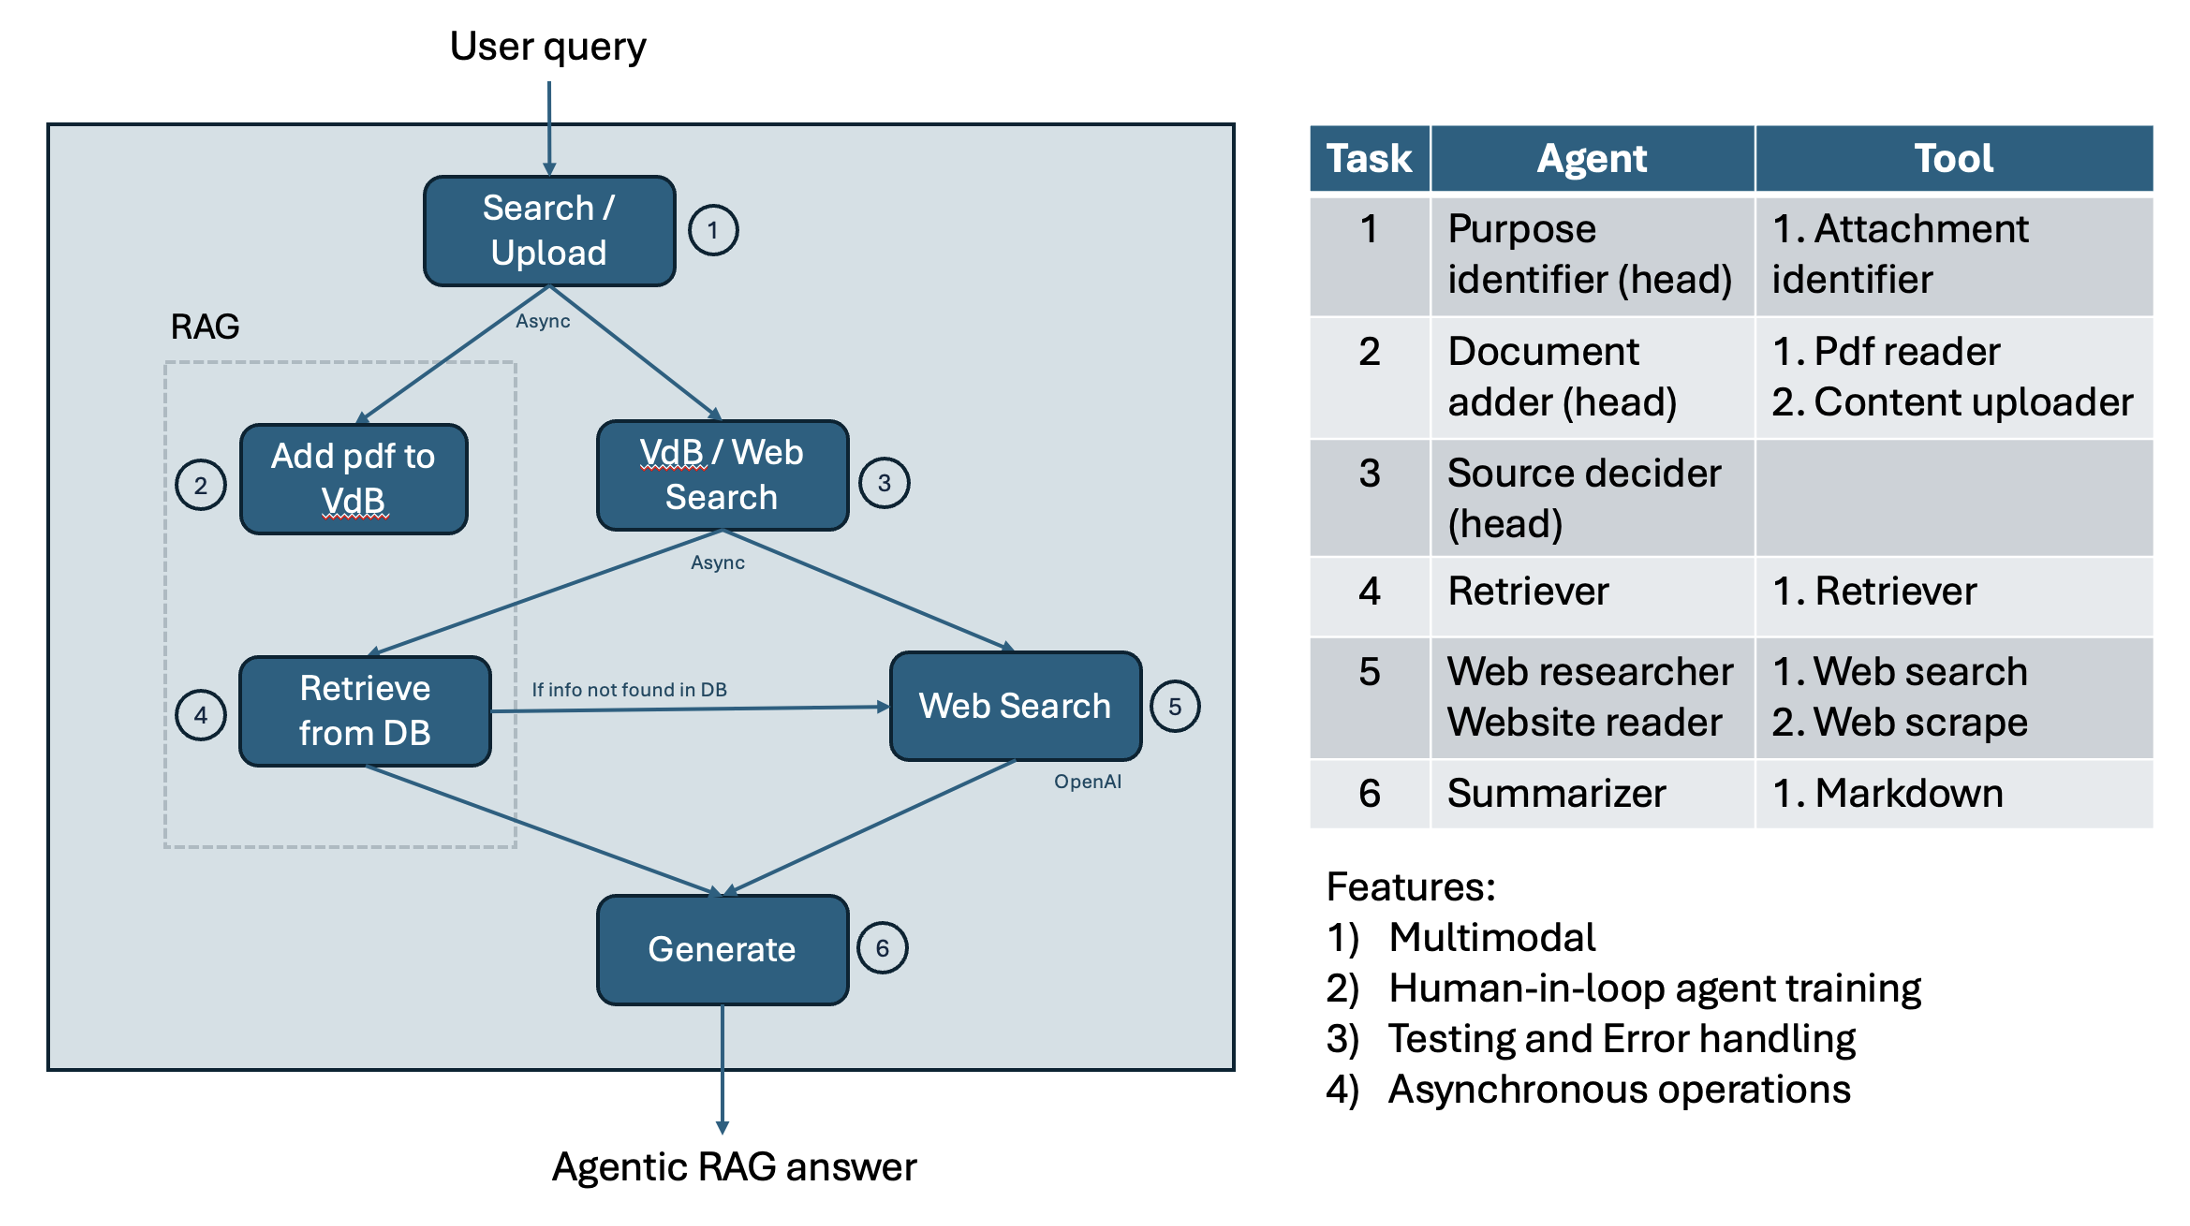 User query
Search /
Upload
1
Async
RAG
Add pdf to
VdB
2
VdB / Web
Search
3
Async
Retrieve
from DB
4
If info not found in DB
Web Search
5
OpenAI
Generate
6
Agentic RAG answer
Task Agent Tool
1 Purpose 1. Attachment
identifier (head) identifier
2 Document 1. Pdf reader
adder (head) 2. Content uploader
3 Source decider
(head)
4 Retriever 1. Retriever
5 Web researcher 1. Web search
Website reader 2. Web scrape
6 Summarizer 1. Markdown
Features:
1) Multimodal
2) Human-in-loop agent training
3) Testing and Error handling
4) Asynchronous operations